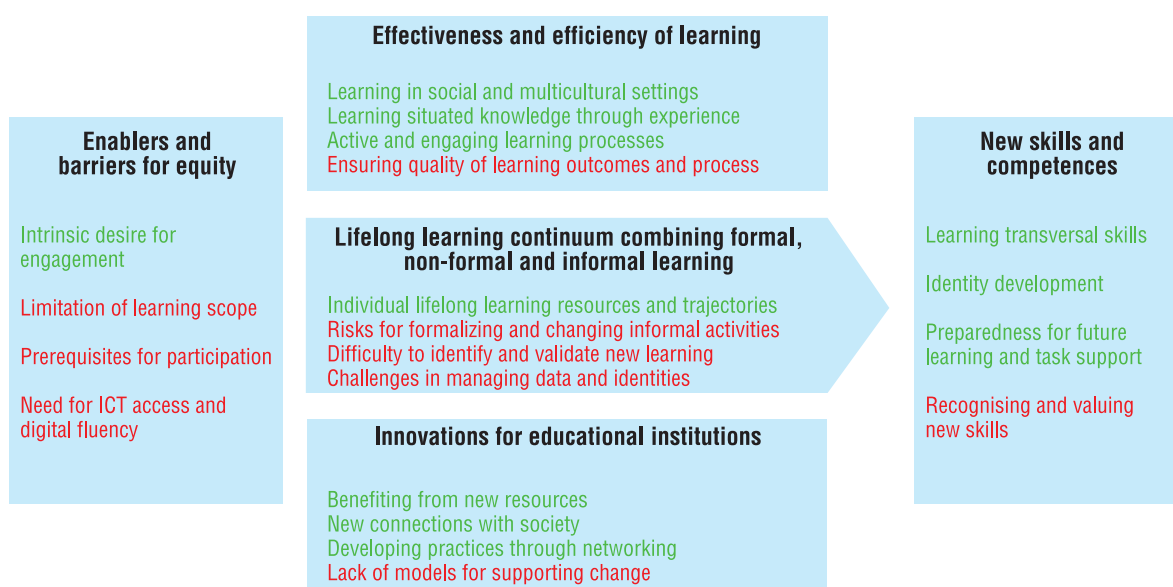 Enablers and
barriers for equity
Intrinsic desire for
engagement
Limitation of learning scope
Prerequisites for participation
Need for ICT access and
digital fluency
Effectiveness and efficiency of learning
Learning in social and multicultural settings
Learning situated knowledge through experience
Active and engaging learning processes
Ensuring quality of learning outcomes and process
Lifelong learning continuum combining formal,
non-formal and informal learning
Individual lifelong learning resources and trajectories
Risks for formalizing and changing informal activities
Difficulty to identify and validate new learning
Challenges in managing data and identities
Innovations for educational institutions
Benefiting from new resources
New connections with society
Developing practices through networking
Lack of models for supporting change
New skills and
competences
Learning transversal skills
Identity development
Preparedness for future
learning and task support
Recognising and valuing
new skills